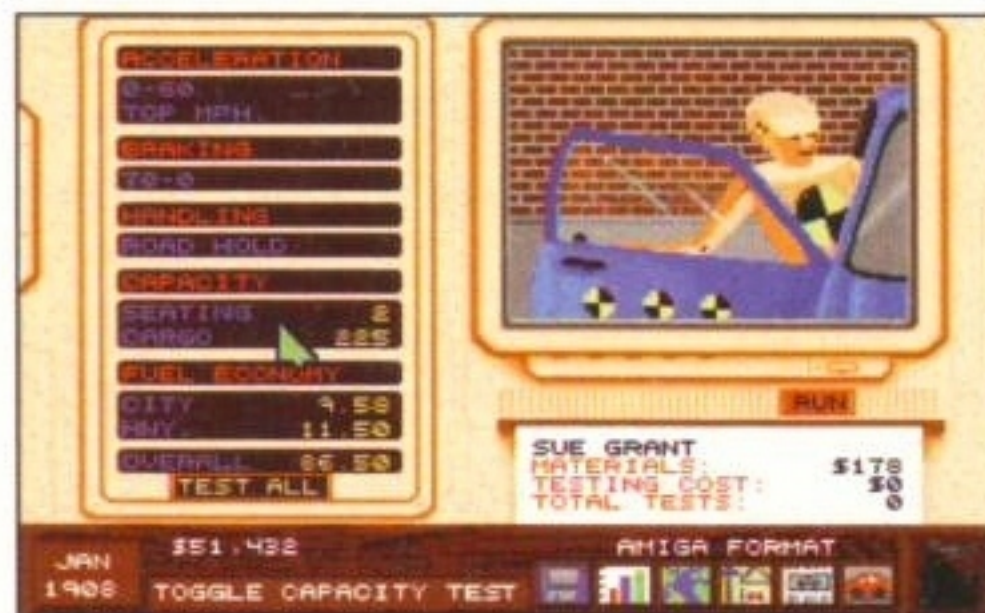 ACCELERATION
0-60
TOP MPH.
BRAKING
70-0
HANDLING
ROAD HOLD
CAPACITY
SEATING 2
CARGO 225
FUEL ECONOMY
CITY 9.58
HWY. 11.50
OVERALL 86.50
TEST ALL
RUN
SUE GRANT
MATERIALS: $178
TESTING COST: $0
TOTAL TESTS: 0
JAN
1908
$51,432
TOGGLE CAPACITY TEST
AMIGA FORMAT